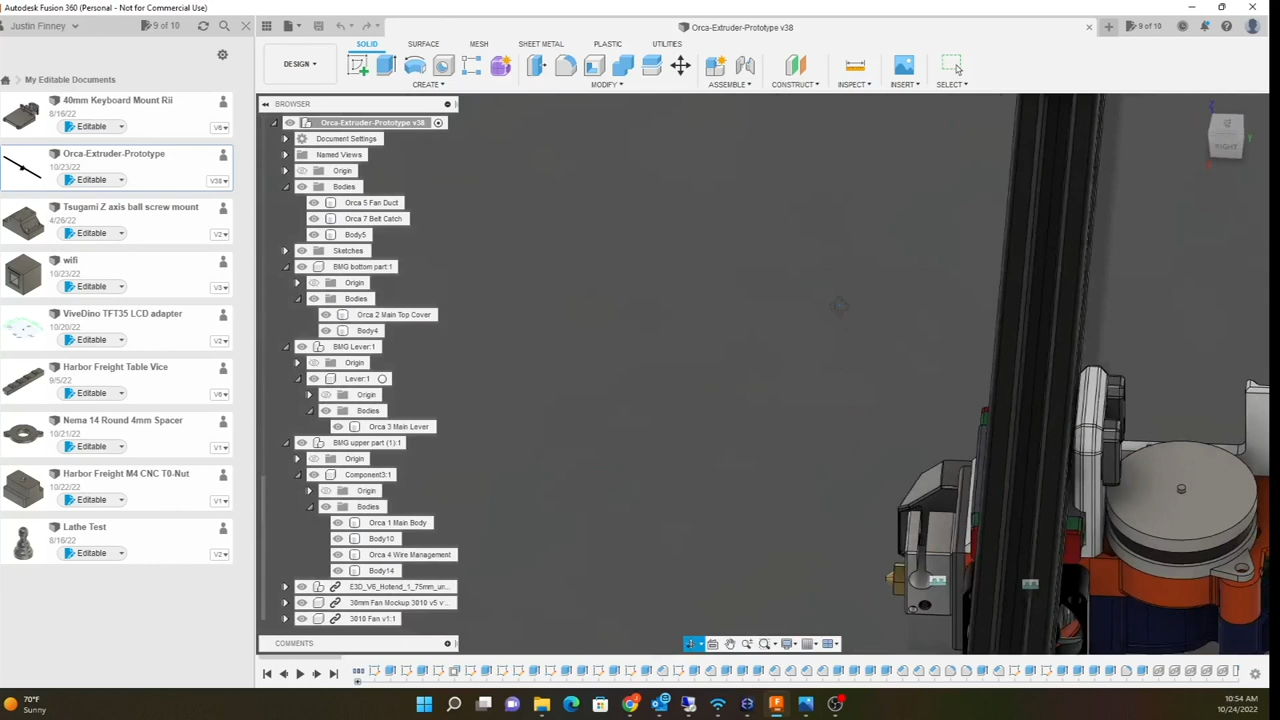 Autodesk Fusion 360 (Personal - Not for Commercial Use)
Justin Finney
9 of 10
Orca-Extruder-Prototype v38
9 of 10
DESIGN
SOLID
SURFACE
MESH
SHEET METAL
PLASTIC
UTILITIES
CREATE
MODIFY
ASSEMBLE
CONSTRUCT
INSPECT
INSERT
SELECT
My Editable Documents
40mm Keyboard Mount Rii
8/16/22
Editable
V6
Orca-Extruder-Prototype
10/23/22
Editable
V38
Tsugami Z axis ball screw mount
4/26/22
Editable
V2
wifi
10/23/22
Editable
V3
ViveDino TFT35 LCD adapter
10/20/22
Editable
V2
Harbor Freight Table Vice
9/5/22
Editable
V6
Nema 14 Round 4mm Spacer
10/21/22
Editable
V1
Harbor Freight M4 CNC T0-Nut
10/22/22
Editable
V1
Lathe Test
8/16/22
Editable
V2
BROWSER
Orca-Extruder-Prototype v38
Document Settings
Named Views
Origin
Bodies
Orca 5 Fan Duct
Orca 7 Belt Catch
Body5
Sketches
BMG bottom part:1
Origin
Bodies
Orca 2 Main Top Cover
Body4
BMG Lever:1
Origin
Lever:1
Origin
Bodies
Orca 3 Main Lever
BMG upper part (1):1
Origin
Component3:1
Origin
Bodies
Orca 1 Main Body
Body10
Orca 4 Wire Management
Body14
E3D_V6_Hotend_1_75mm_un...
30mm Fan Mockup 3010 v5 v...
3010 Fan v1:1
COMMENTS
RIGHT
Z
Y
70°F
Sunny
10:54 AM
10/24/2022